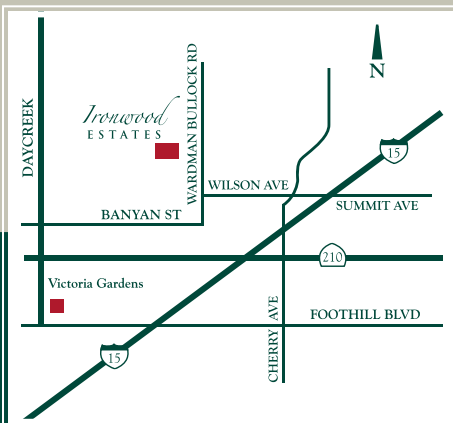 N
DAYCREEK
WARDMAN BULLOCK RD
Ironwood
ESTATES
15
WILSON AVE
SUMMIT AVE
BANYAN ST
210
Victoria Gardens
CHERRY AVE
FOOTHILL BLVD
15